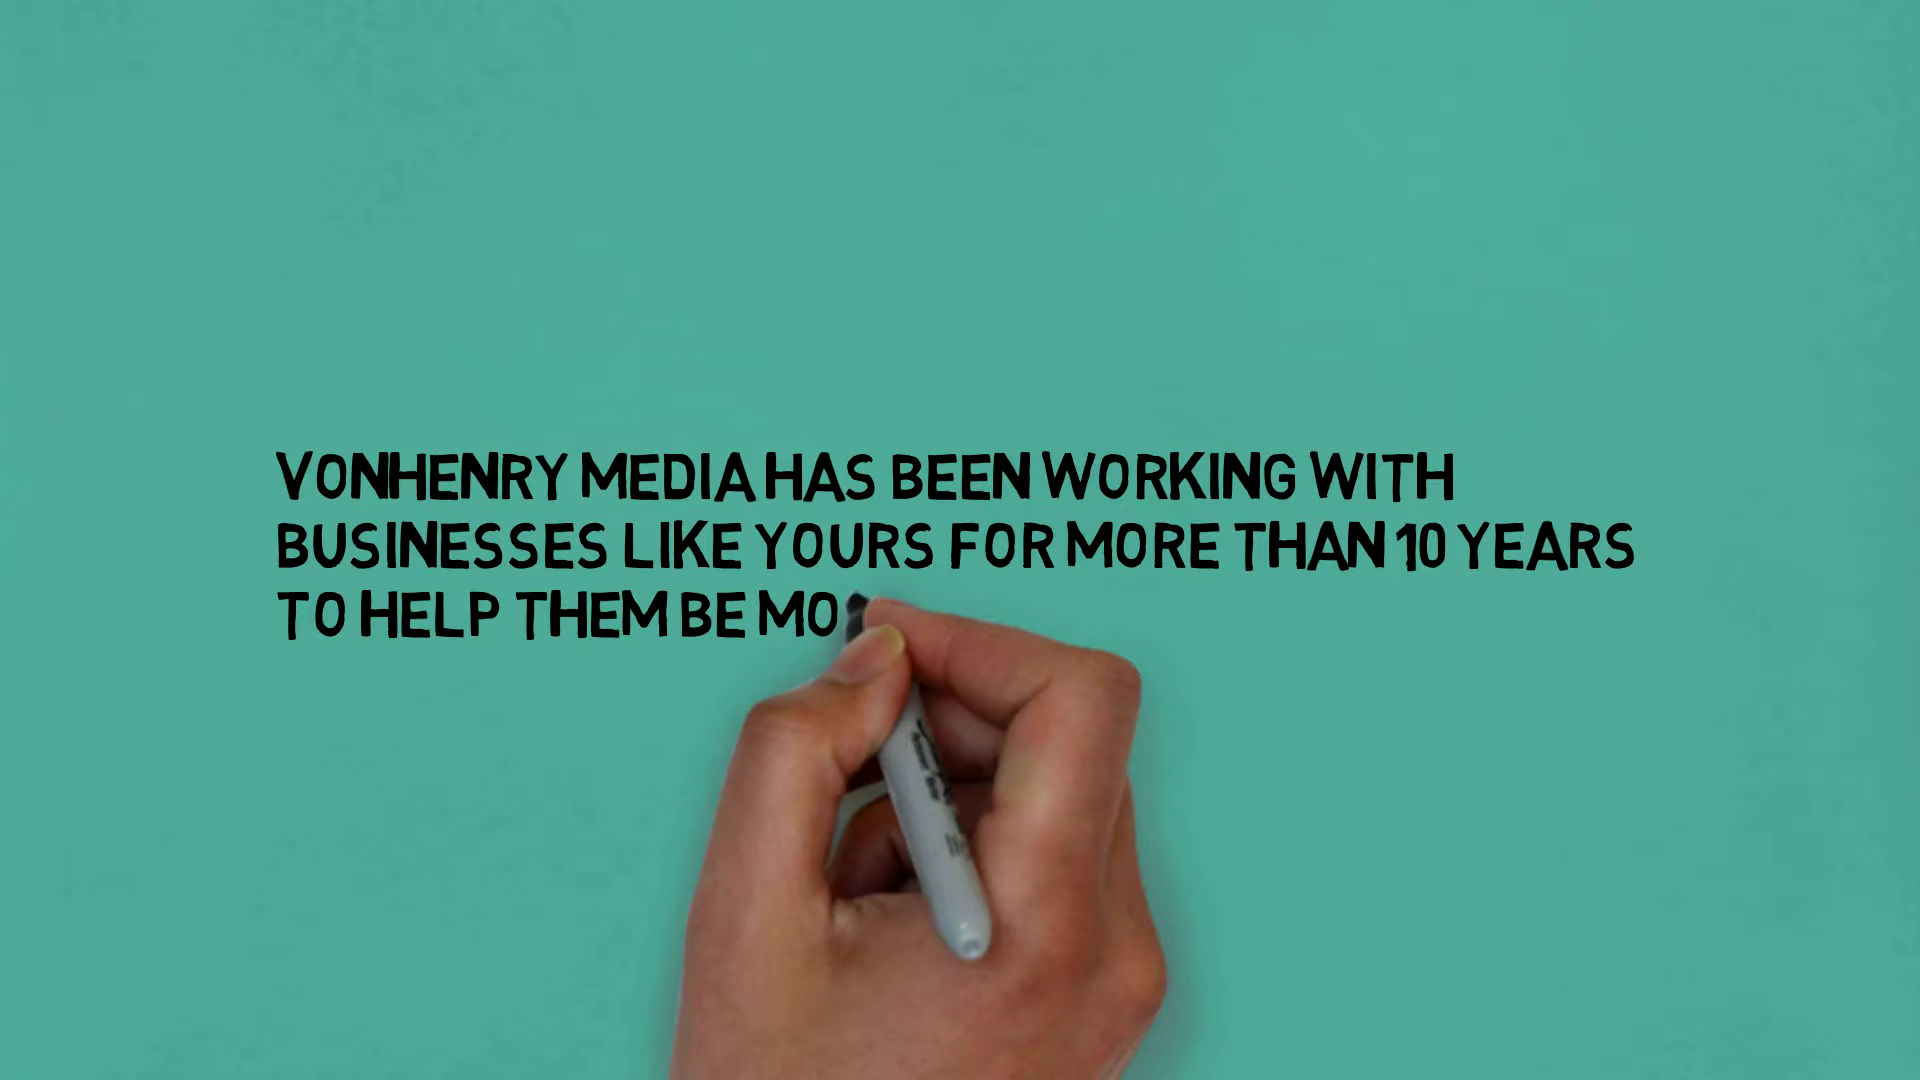 VONHENRY MEDIA HAS BEEN WORKING WITH
BUSINESSES LIKE YOURS FOR MORE THAN 10 YEARS
TO HELP THEM BE MO